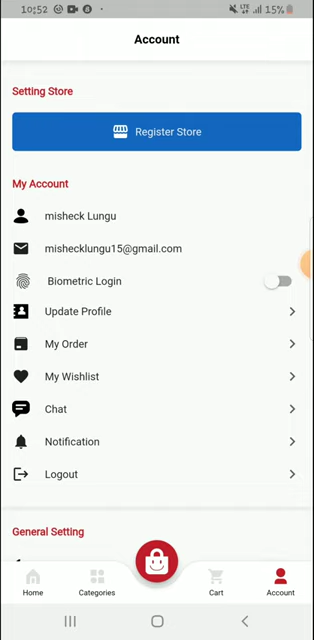 10:52
LTE
15%
Account
Setting Store
Register Store
My Account
misheck Lungu
mishecklungu15@gmail.com
Biometric Login
Update Profile
My Order
My Wishlist
Chat
Notification
Logout
General Setting
Home
Categories
Cart
Account